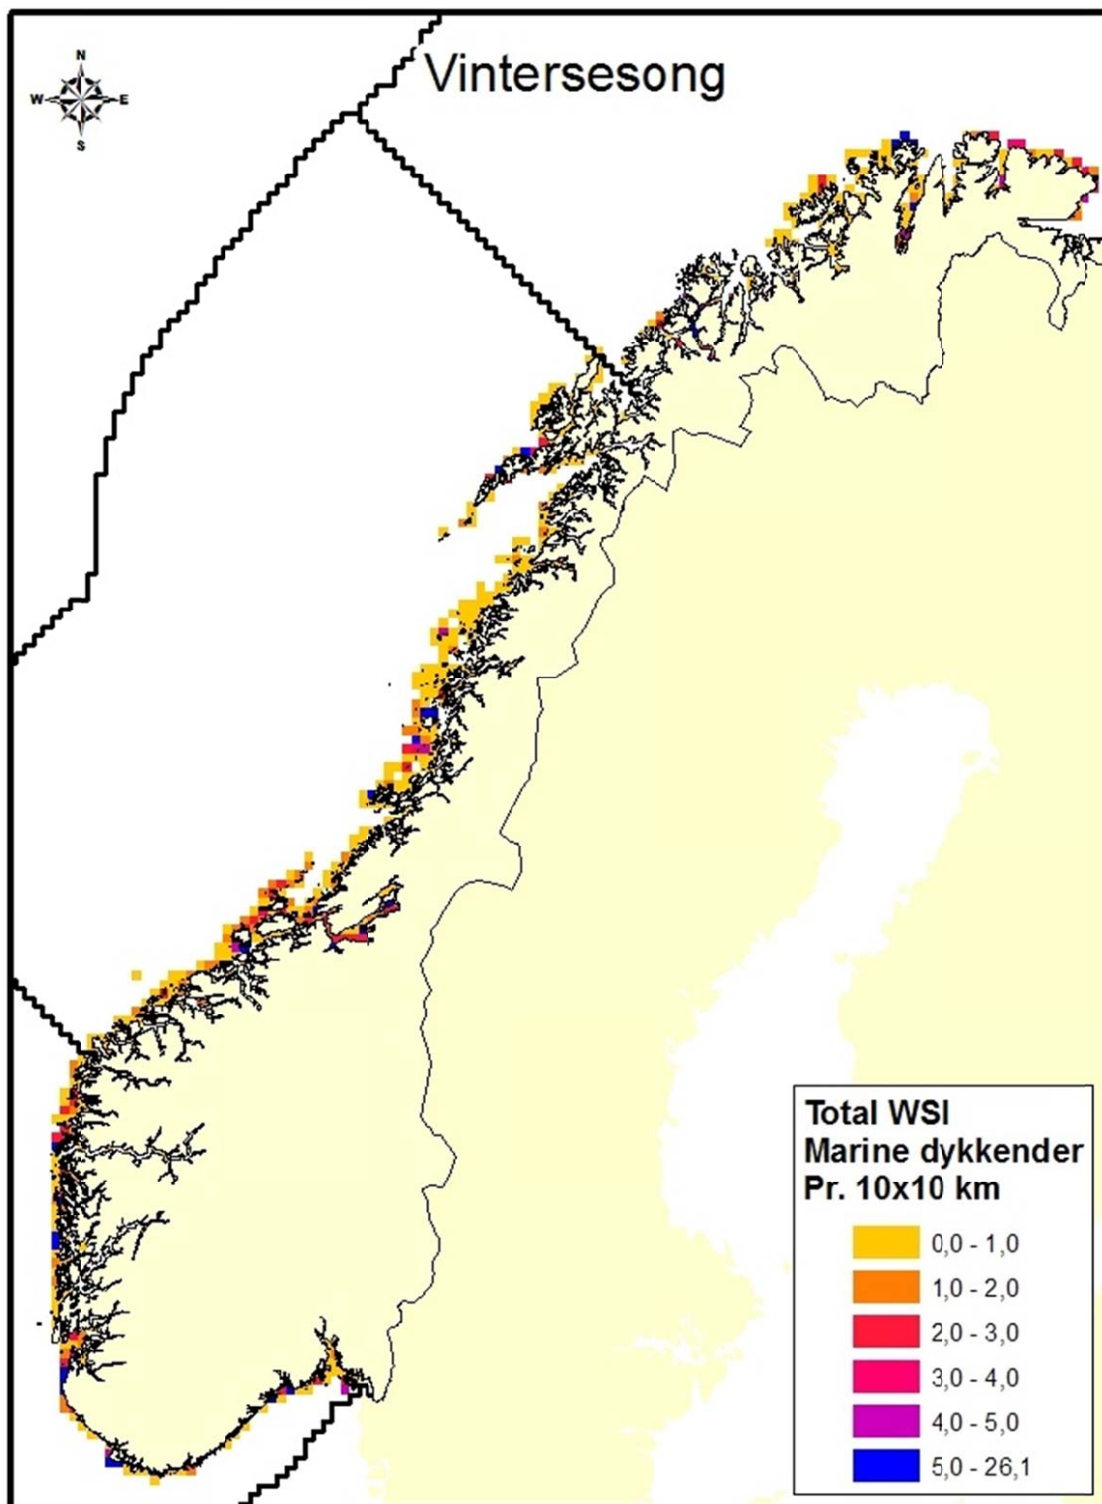 Vintersesong
N
W E
S
Total WSI
Marine dykkender
Pr. 10x10 km
0,0 - 1,0
1,0 - 2,0
2,0 - 3,0
3,0 - 4,0
4,0 - 5,0
5,0 - 26,1